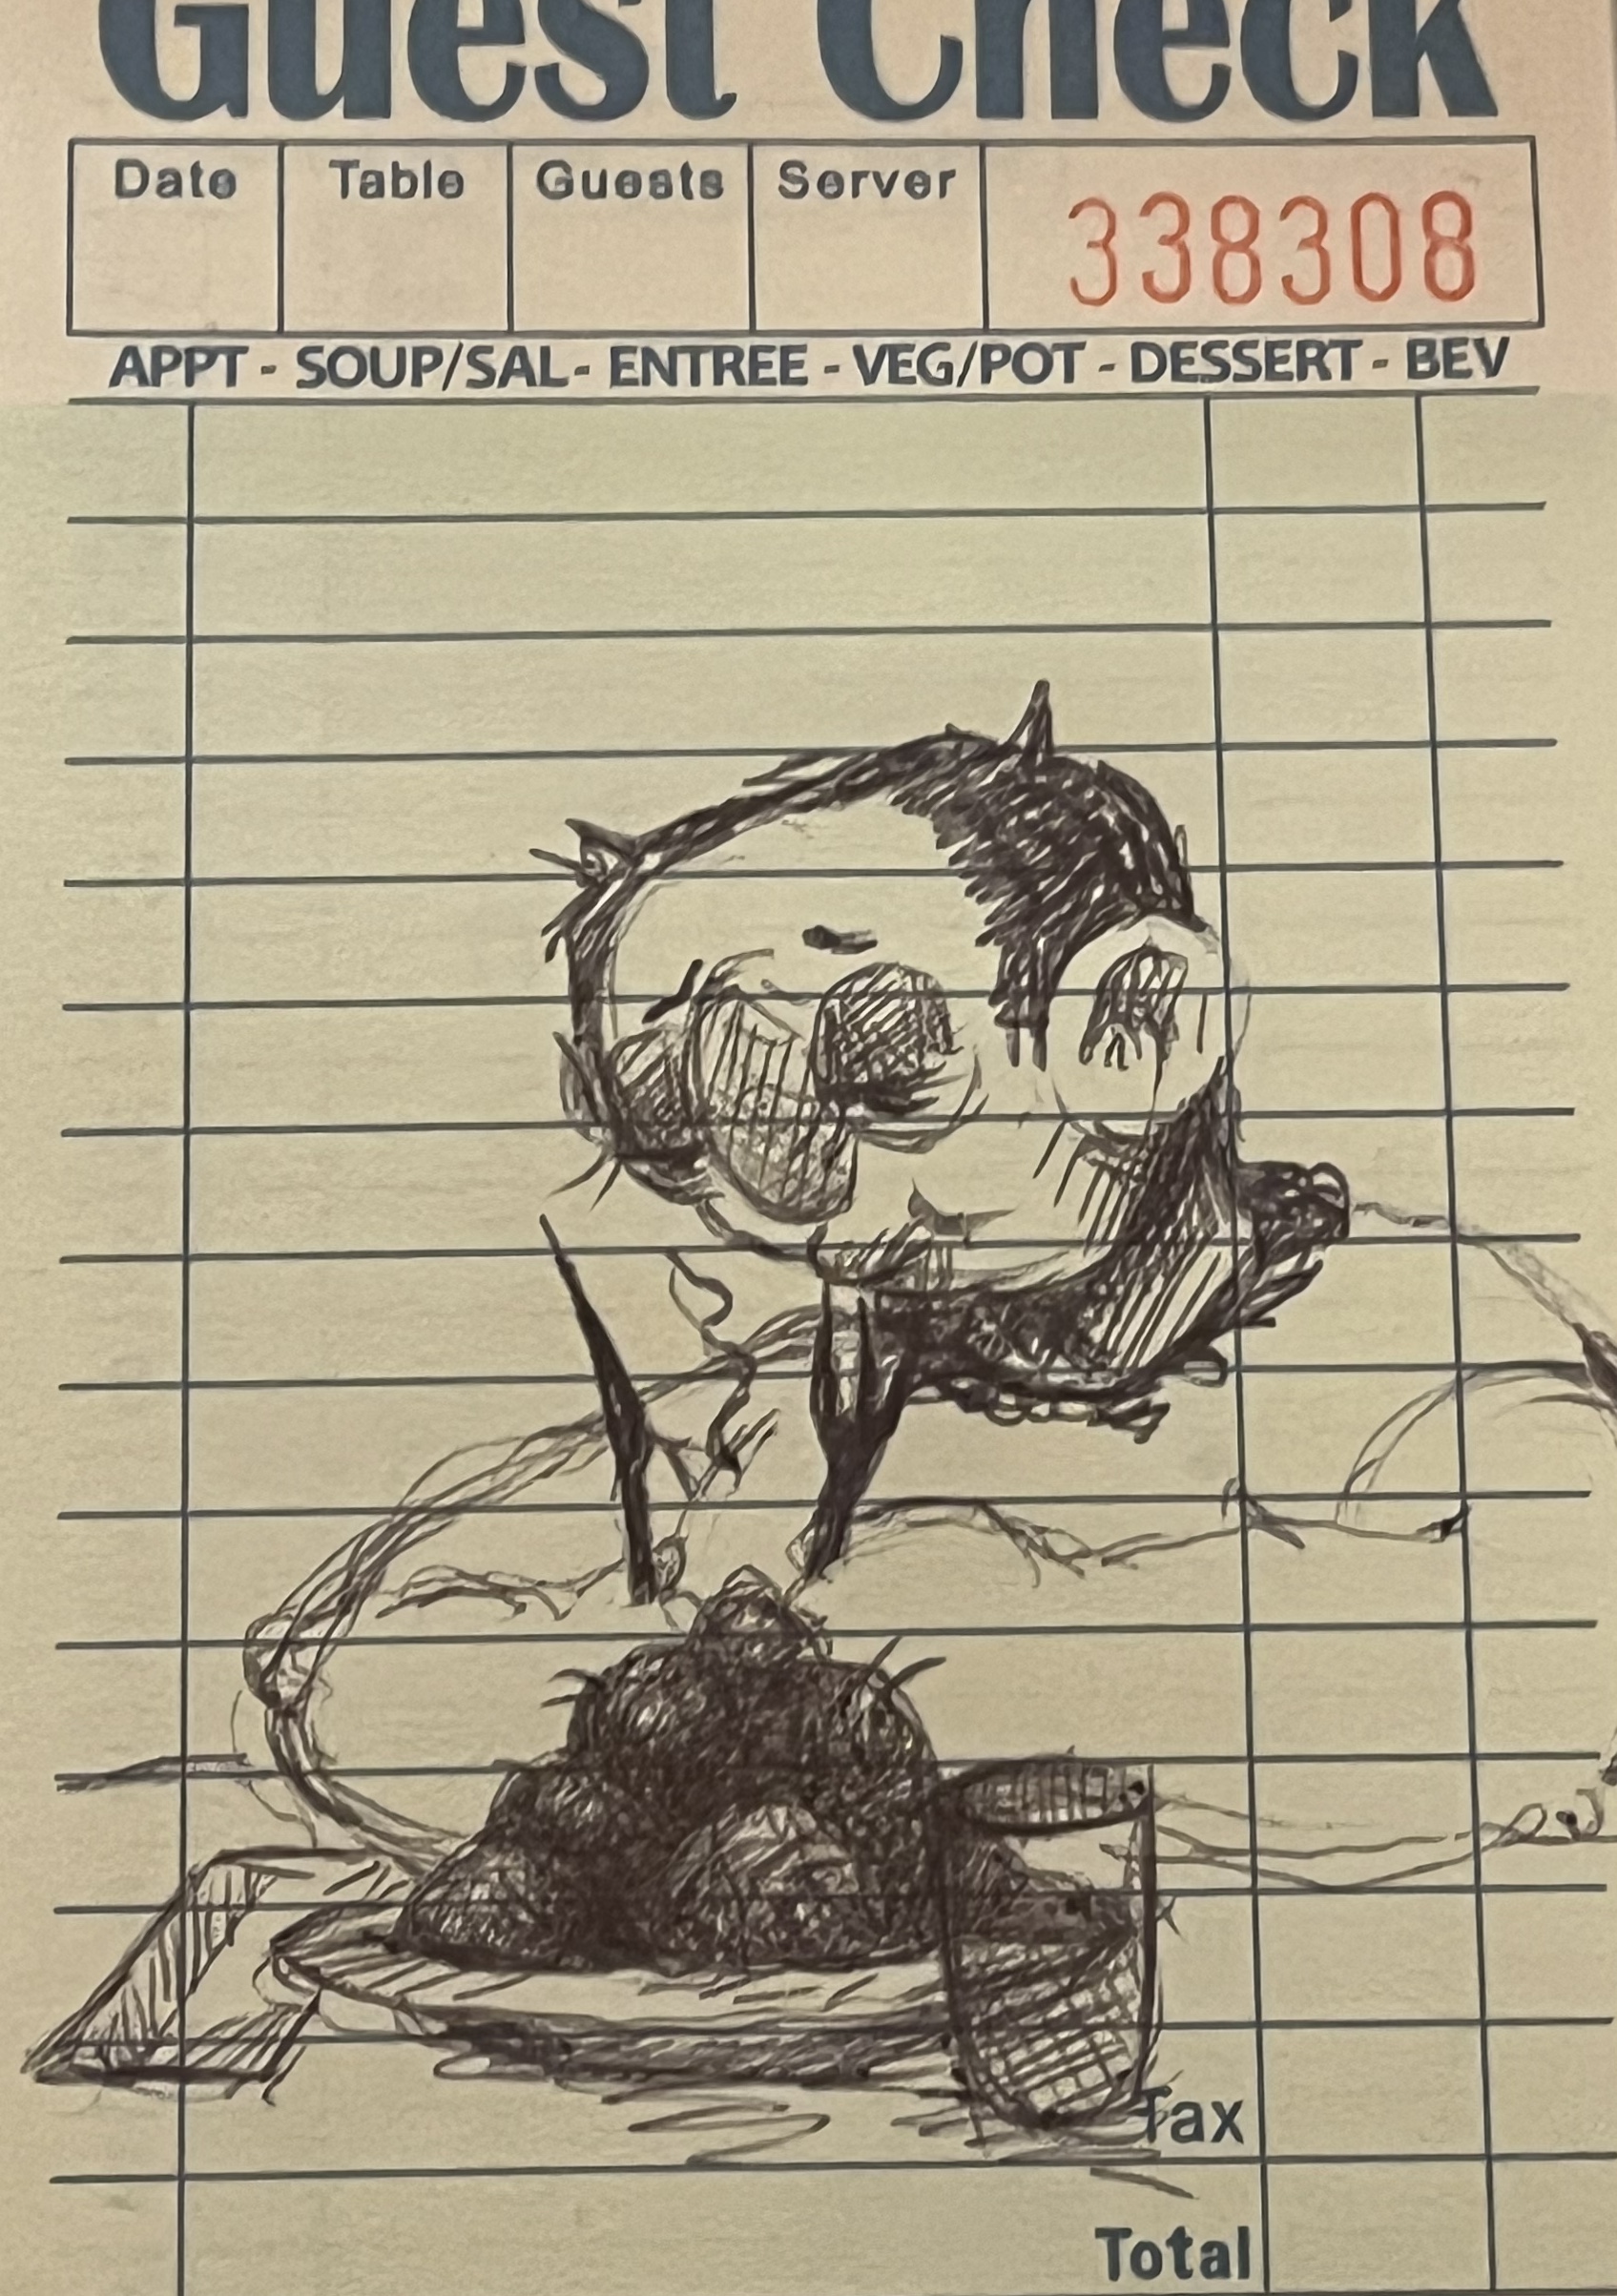 Guest Check
Date Table Guests Server 338308
APPT - SOUP/SAL - ENTREE - VEG/POT - DESSERT - BEV
Tax
Total